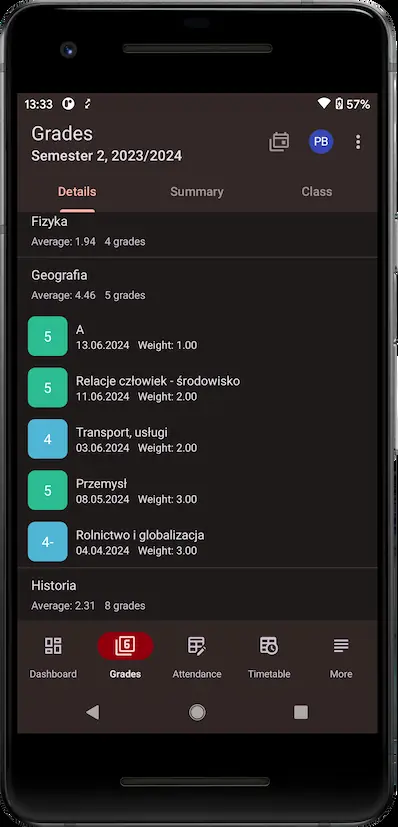 13:33
57%
Grades
Semester 2, 2023/2024
PB
Details Summary Class
Fizyka
Average: 1.94 4 grades
Geografia
Average: 4.46 5 grades
5
A
13.06.2024 Weight: 1.00
5
Relacje człowiek - środowisko
11.06.2024 Weight: 2.00
4
Transport, usługi
03.06.2024 Weight: 2.00
5
Przemysł
08.05.2024 Weight: 3.00
4-
Rolnictwo i globalizacja
04.04.2024 Weight: 3.00
Historia
Average: 2.31 8 grades
6
Dashboard Grades Attendance Timetable More